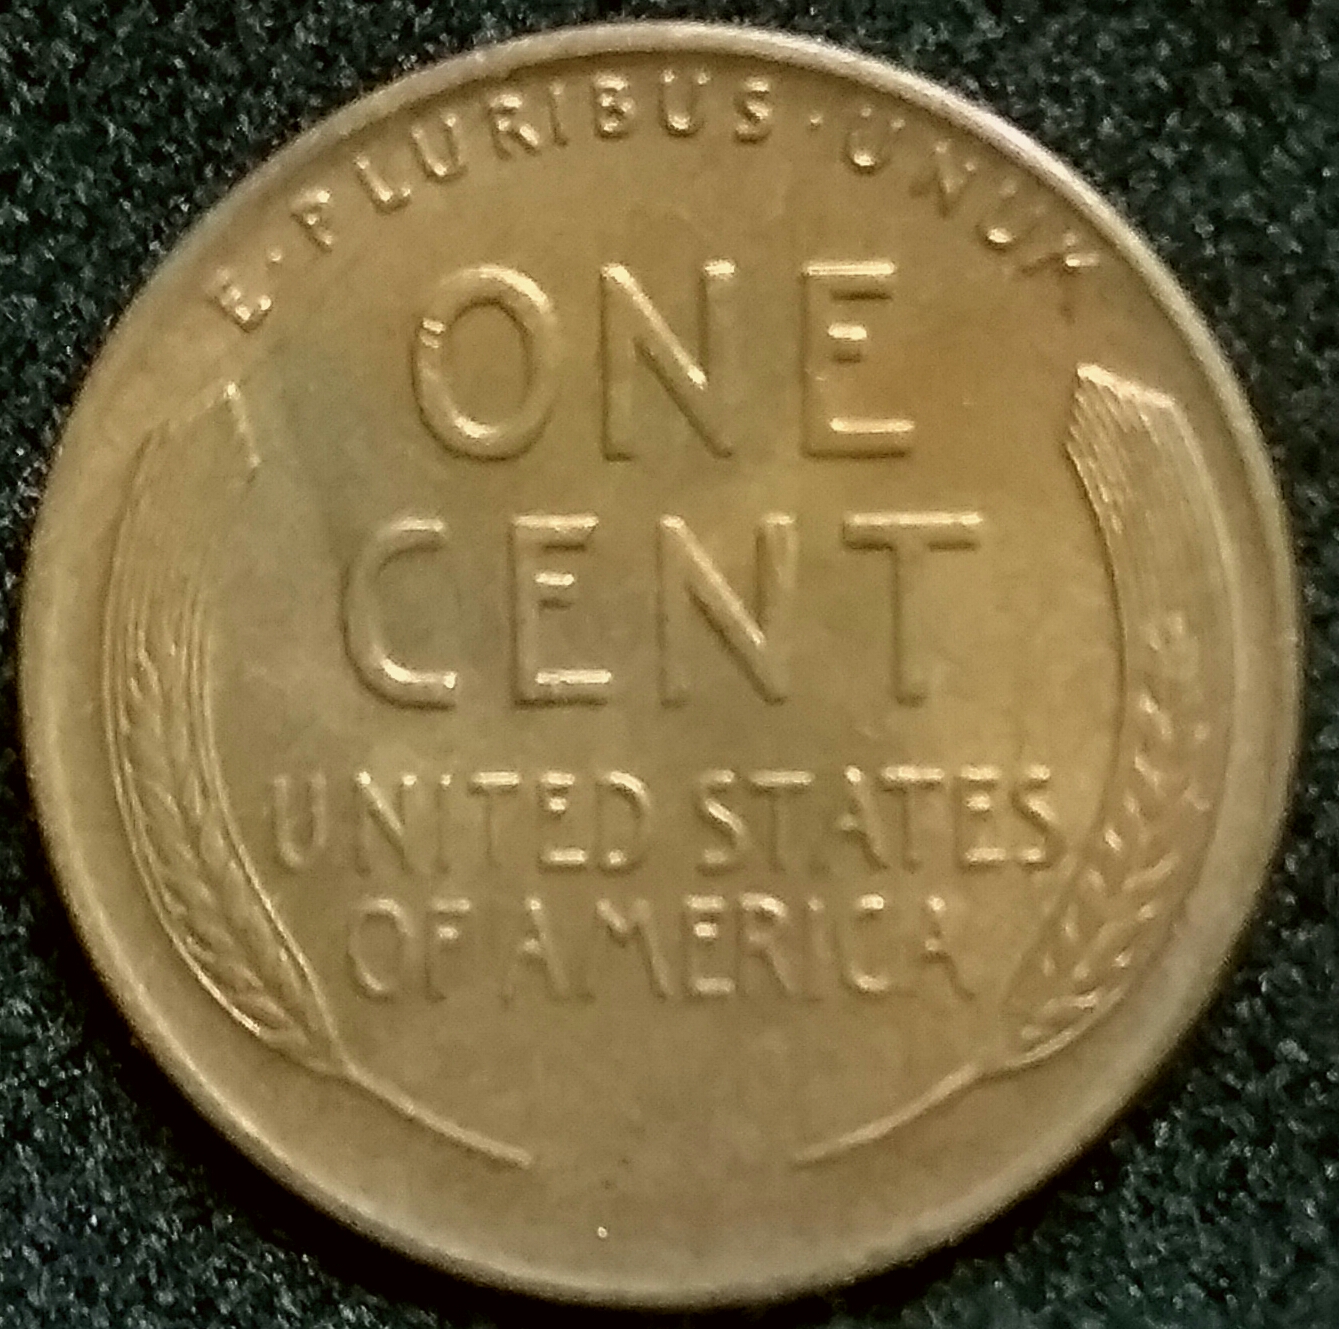 E·PLURIBUS·UNUM
ONE
CENT
UNITED STATES
OF AMERICA